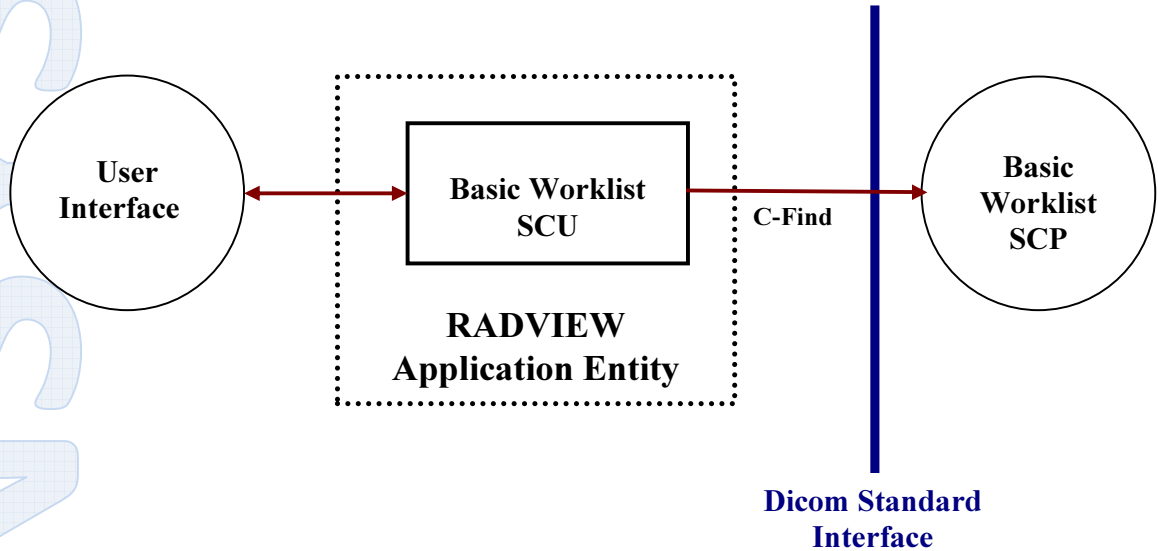 User
Interface
Basic Worklist
SCU
C-Find
Basic
Worklist
SCP
RADVIEW
Application Entity
Dicom Standard
Interface